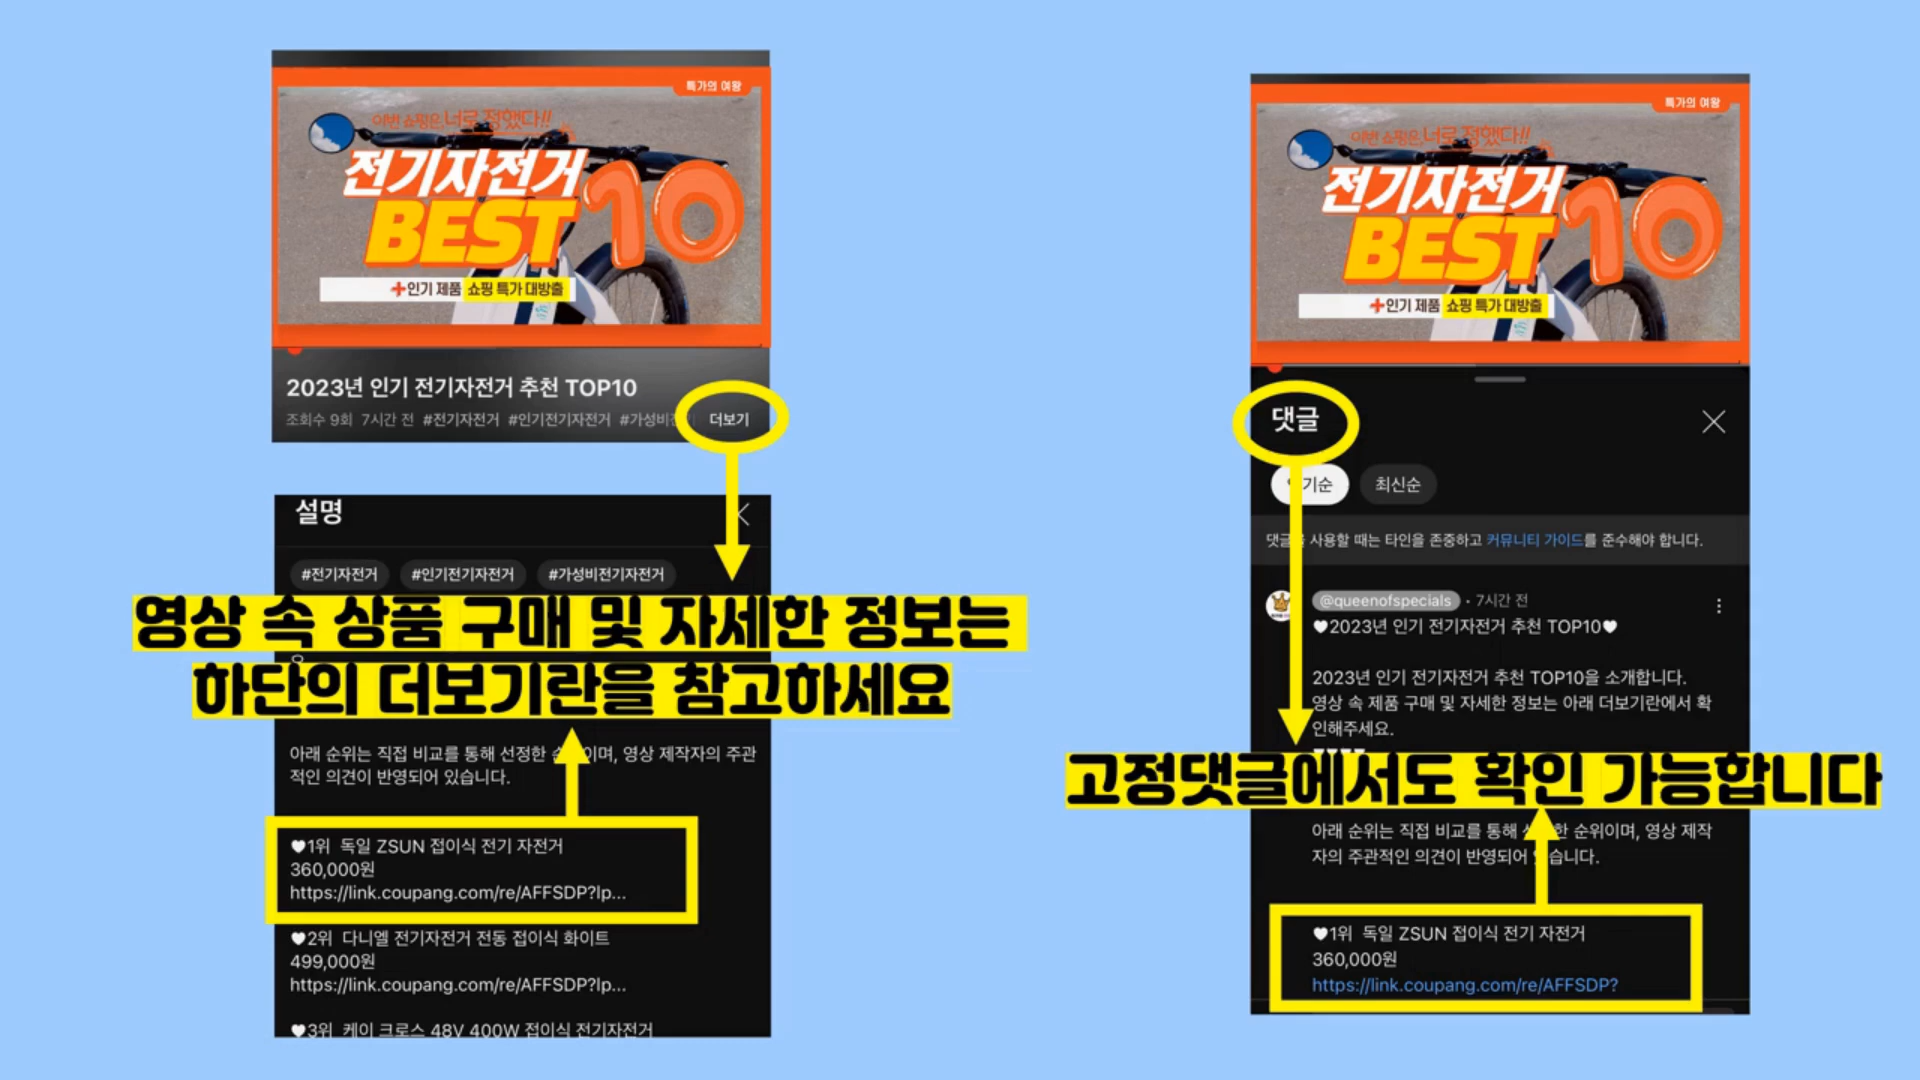 특가의 여왕
이번 쇼핑은,너로 정했다!!
전기자전거
BEST 10
+인기 제품 쇼핑 특가 대방출
2023년 인기 전기자전거 추천 TOP10
조회수 9회 7시간 전 #전기자전거 #인기전기자전거 #가성비 더보기
설명
#전기자전거 #인기전기자전거 #가성비전기자전거
영상 속 상품 구매 및 자세한 정보는
하단의 더보기란을 참고하세요
아래 순위는 직접 비교를 통해 선정한 이며, 영상 제작자의 주관
적인 의견이 반영되어 있습니다.
♥1위 독일 ZSUN 접이식 전기 자전거
360,000원
https://link.coupang.com/re/AFFSDP?lp...
♥2위 다니엘 전기자전거 전동 접이식 화이트
499,000원
https://link.coupang.com/re/AFFSDP?lp...
♥3위 케이 크로스 48V 400W 접이식 전기자전거
특가의 여왕
이번 쇼핑은,너로 정했다!!
전기자전거
BEST 10
+인기 제품 쇼핑 특가 대방출
댓글
기순 최신순
댓글 사용할 때는 타인을 존중하고 커뮤니티 가이드를 준수해야 합니다.
@queenofspecials · 7시간 전
♥2023년 인기 전기자전거 추천 TOP10♥
2023년 인기 전기자전거 추천 TOP10을 소개합니다.
영상 속 제품 구매 및 자세한 정보는 아래 더보기란에서 확
인해주세요.
고정댓글에서도 확인 가능합니다
아래 순위는 직접 비교를 통해 한 순위이며, 영상 제작
자의 주관적인 의견이 반영되어 습니다.
♥1위 독일 ZSUN 접이식 전기 자전거
360,000원
https://link.coupang.com/re/AFFSDP?